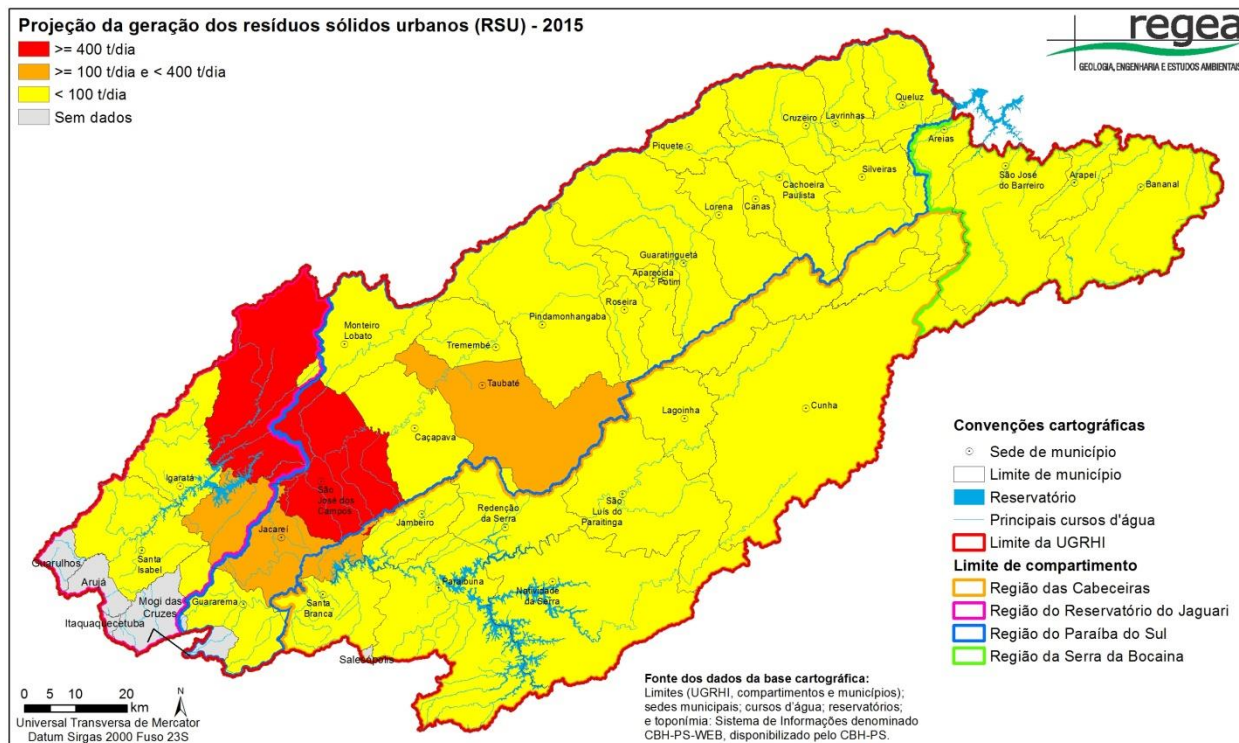 Projeção da geração dos resíduos sólidos urbanos (RSU) - 2015
>= 400 t/dia
>= 100 t/dia e < 400 t/dia
< 100 t/dia
Sem dados
regea
GEOLOGIA, ENGENHARIA E ESTUDOS AMBIENTAIS
Queluz
Lavrinhas
Cruzeiro
Areias
Piquete
Silveiras
São José
do Barreiro
Arapeí
Bananal
Cachoeira
Paulista
Canas
Lorena
Guaratinguetá
Aparecida
Potim
Roseira
Pindamonhangaba
Monteiro
Lobato
Tremembé
Taubaté
Caçapava
Lagoinha
Cunha
Igaratá
São
José dos
Campos
São
Luís do
Paraitinga
Redenção
da Serra
Jambeiro
Jacareí
Santa
Isabel
Guarulhos
Arujá
Mogi das
Cruzes
Itaquaquecetuba
Guararema
Santa
Branca
Paraibuna
Natividade
da Serra
Salesópolis
Convenções cartográficas
Sede de município
Limite de município
Reservatório
Principais cursos d'água
Limite da UGRHI
Limite de compartimento
Região das Cabeceiras
Região do Reservatório do Jaguari
Região do Paraíba do Sul
Região da Serra da Bocaina
0 5 10 20
km
N
Universal Transversa de Mercator
Datum Sirgas 2000 Fuso 23S
Fonte dos dados da base cartográfica:
Limites (UGRHI, compartimentos e municípios);
sedes municipais; cursos d'água; reservatórios;
e toponímia: Sistema de Informações denominado
CBH-PS-WEB, disponibilizado pelo CBH-PS.